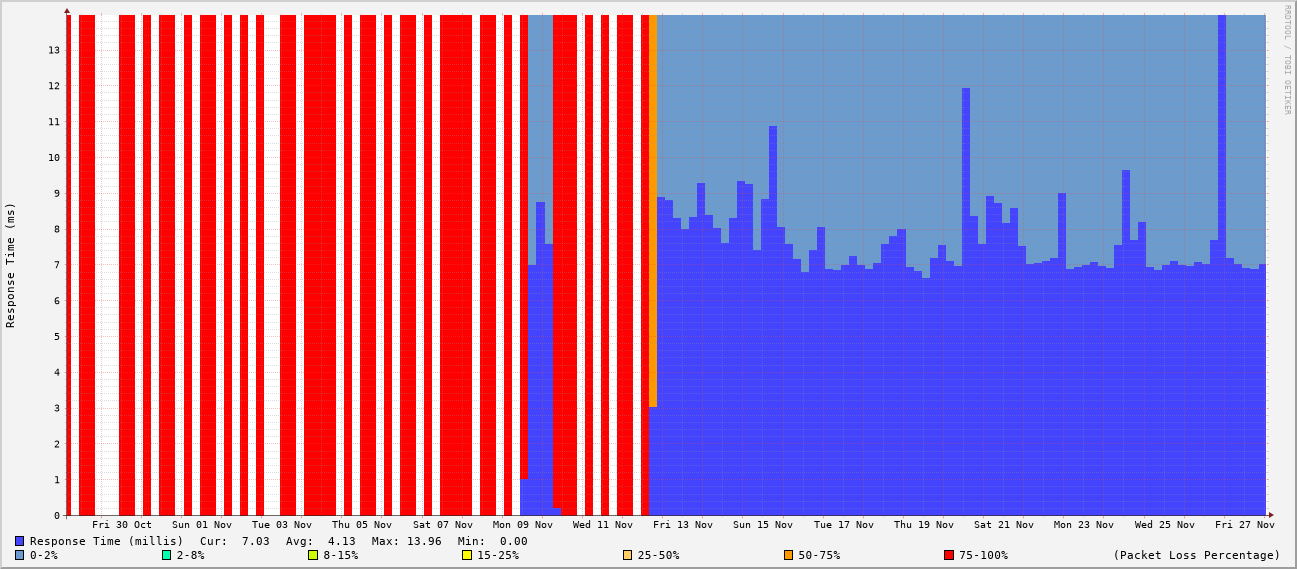 RRDTOOL / TOBI OETIKER
Response Time (ms)
13
12
11
10
9
8
7
6
5
4
3
2
1
0
Fri 30 Oct Sun 01 Nov Tue 03 Nov Thu 05 Nov Sat 07 Nov Mon 09 Nov Wed 11 Nov Fri 13 Nov Sun 15 Nov Tue 17 Nov Thu 19 Nov Sat 21 Nov Mon 23 Nov Wed 25 Nov Fri 27 Nov
Response Time (millis) Cur: 7.03 Avg: 4.13 Max: 13.96 Min: 0.00
0-2% 2-8% 8-15% 15-25% 25-50% 50-75% 75-100% (Packet Loss Percentage)